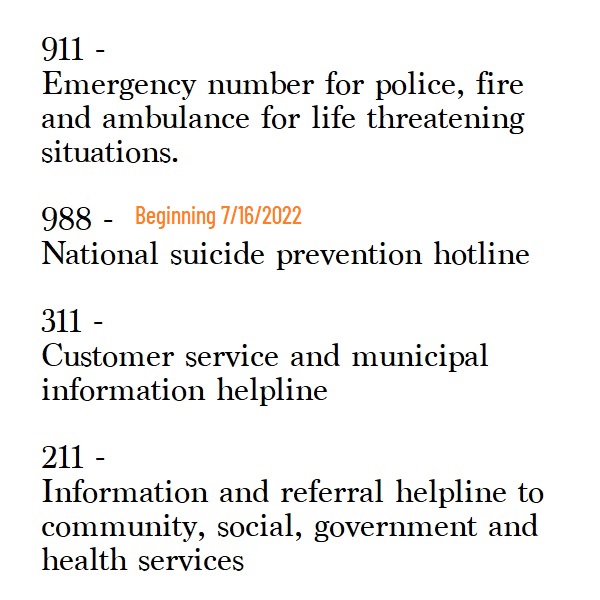 911 -
Emergency number for police, fire
and ambulance for life threatening
situations.
988 - Beginning 7/16/2022
National suicide prevention hotline
311 -
Customer service and municipal
information helpline
211 -
Information and referral helpline to
community, social, government and
health services